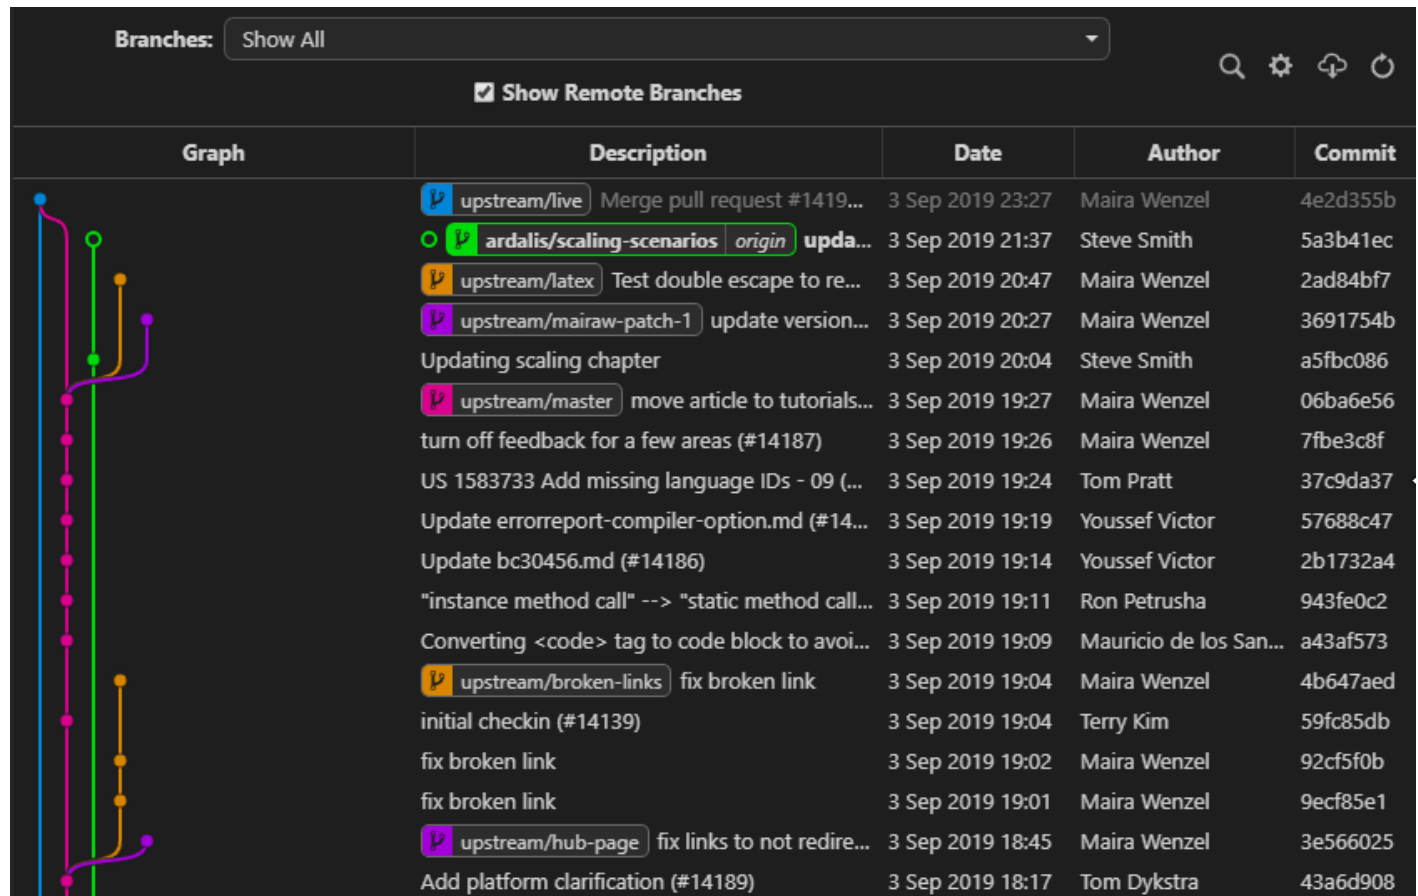 Branches: Show All
Show Remote Branches
Graph Description Date Author Commit
upstream/live Merge pull request #1419... 3 Sep 2019 23:27 Maira Wenzel 4e2d355b
ardalis/scaling-scenarios origin upda... 3 Sep 2019 21:37 Steve Smith 5a3b41ec
upstream/latex Test double escape to re... 3 Sep 2019 20:47 Maira Wenzel 2ad84bf7
upstream/mairaw-patch-1 update version... 3 Sep 2019 20:27 Maira Wenzel 3691754b
Updating scaling chapter 3 Sep 2019 20:04 Steve Smith a5fbc086
upstream/master move article to tutorials... 3 Sep 2019 19:27 Maira Wenzel 06ba6e56
turn off feedback for a few areas (#14187) 3 Sep 2019 19:26 Maira Wenzel 7fbe3c8f
US 1583733 Add missing language IDs - 09 (... 3 Sep 2019 19:24 Tom Pratt 37c9da37
Update errorreport-compiler-option.md (#14... 3 Sep 2019 19:19 Youssef Victor 57688c47
Update bc30456.md (#14186) 3 Sep 2019 19:14 Youssef Victor 2b1732a4
"instance method call" --> "static method call... 3 Sep 2019 19:11 Ron Petrusha 943fe0c2
Converting <code> tag to code block to avoi... 3 Sep 2019 19:09 Mauricio de los San... a43af573
upstream/broken-links fix broken link 3 Sep 2019 19:04 Maira Wenzel 4b647aed
initial checkin (#14139) 3 Sep 2019 19:04 Terry Kim 59fc85db
fix broken link 3 Sep 2019 19:02 Maira Wenzel 92cf5f0b
fix broken link 3 Sep 2019 19:01 Maira Wenzel 9ecf85e1
upstream/hub-page fix links to not redire... 3 Sep 2019 18:45 Maira Wenzel 3e566025
Add platform clarification (#14189) 3 Sep 2019 18:17 Tom Dykstra 43a6d908